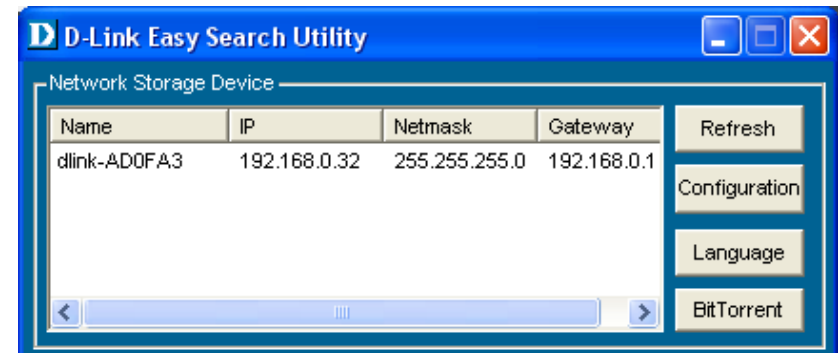 D D-Link Easy Search Utility
Network Storage Device
Name IP Netmask Gateway
dlink-AD0FA3 192.168.0.32 255.255.255.0 192.168.0.1
Refresh
Configuration
Language
BitTorrent